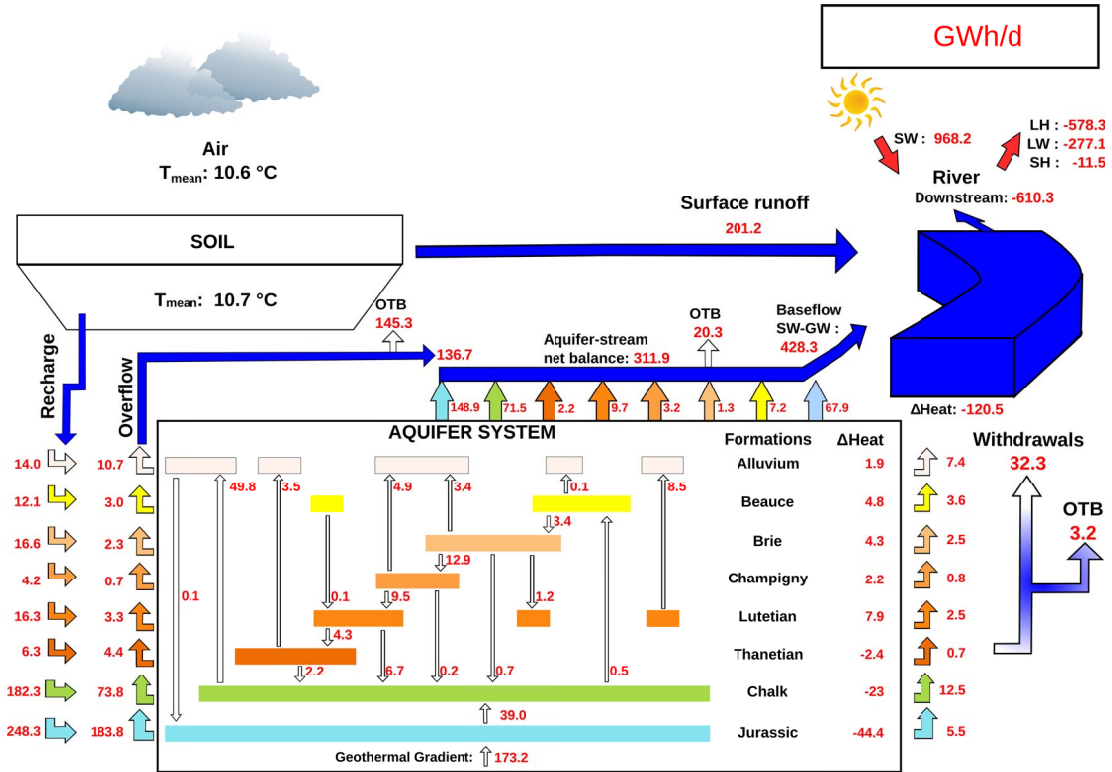 GWh/d
Air
Tmean: 10.6 °C
SW: 968.2
LH : -578.3
LW: -277.1
SH : -11.5
River
Downstream: -610.3
Surface runoff
201.2
SOIL
Tmean: 10.7 °C
OTB
145.3
OTB
20.3
Baseflow
SW-GW :
428.3
Aquifer-stream
net balance: 311.9
136.7
Recharge
Overflow
148.9 71.5 2.2 9.7 3.2 1.3 7.2 67.9
ΔHeat: -120.5
AQUIFER SYSTEM
Formations ΔHeat
Withdrawals
32.3
OTB
3.2
14.0 10.7 Alluvium 1.9 7.4
49.8 3.5 4.9 3.4 0.1 8.5
12.1 3.0 Beauce 4.8 3.6
3.4
16.6 2.3 Brie 4.3 2.5
12.9
4.2 0.7 Champigny 2.2 0.8
0.1 0.1 9.5 1.2
16.3 3.3 Lutetian 7.9 2.5
4.3
6.3 4.4 Thanetian -2.4 0.7
2.2 6.7 0.2 0.7 0.5
182.3 73.8 Chalk -23 12.5
39.0
248.3 183.8 Jurassic -44.4 5.5
Geothermal Gradient: 173.2